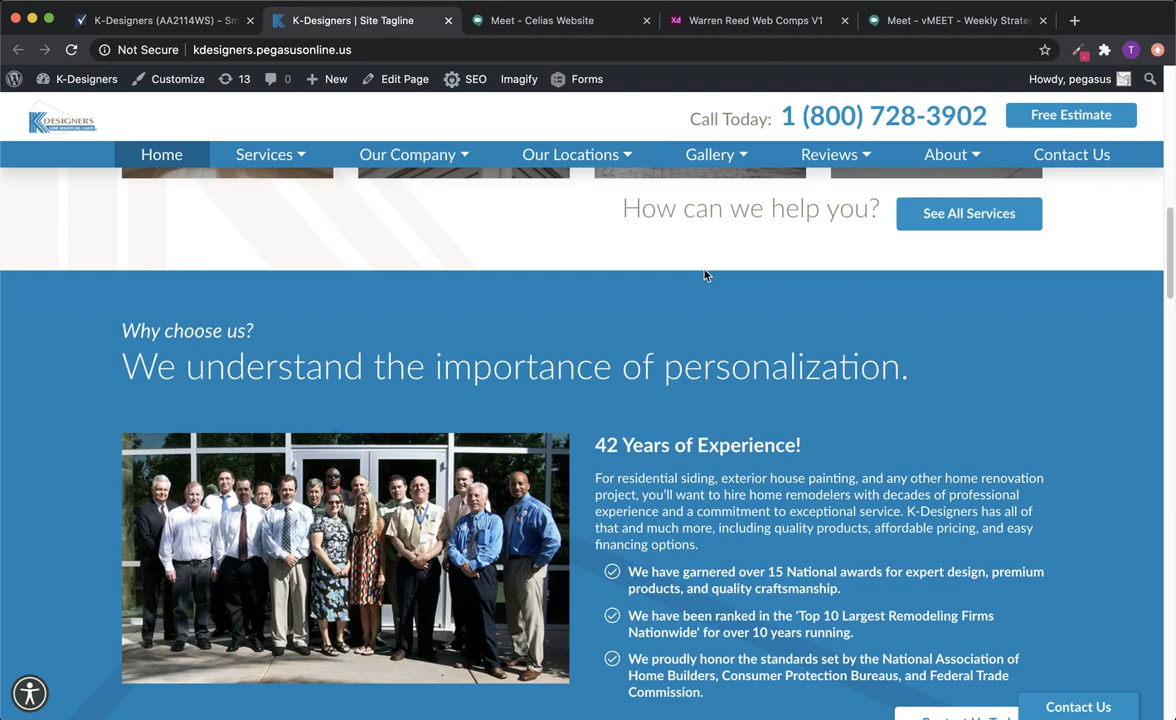 K-Designers (AA2114WS) - Sm
K-Designers | Site Tagline
Meet - Celias Website
Warren Reed Web Comps V1
Meet - vMEET - Weekly Strate
Not Secure
kdesigners.pegasusonline.us
T
K-Designers
Customize
13
0
New
Edit Page
SEO
Imagify
Forms
Howdy, pegasus
K DESIGNERS
Call Today: 1 (800) 728-3902
Free Estimate
Home
Services
Our Company
Our Locations
Gallery
Reviews
About
Contact Us
How can we help you?
See All Services
Why choose us?
We understand the importance of personalization.
42 Years of Experience!
For residential siding, exterior house painting, and any other home renovation
project, you'll want to hire home remodelers with decades of professional
experience and a commitment to exceptional service. K-Designers has all of
that and much more, including quality products, affordable pricing, and easy
financing options.
We have garnered over 15 National awards for expert design, premium
products, and quality craftsmanship.
We have been ranked in the 'Top 10 Largest Remodeling Firms
Nationwide' for over 10 years running.
We proudly honor the standards set by the National Association of
Home Builders, Consumer Protection Bureaus, and Federal Trade
Commission.
Contact Us